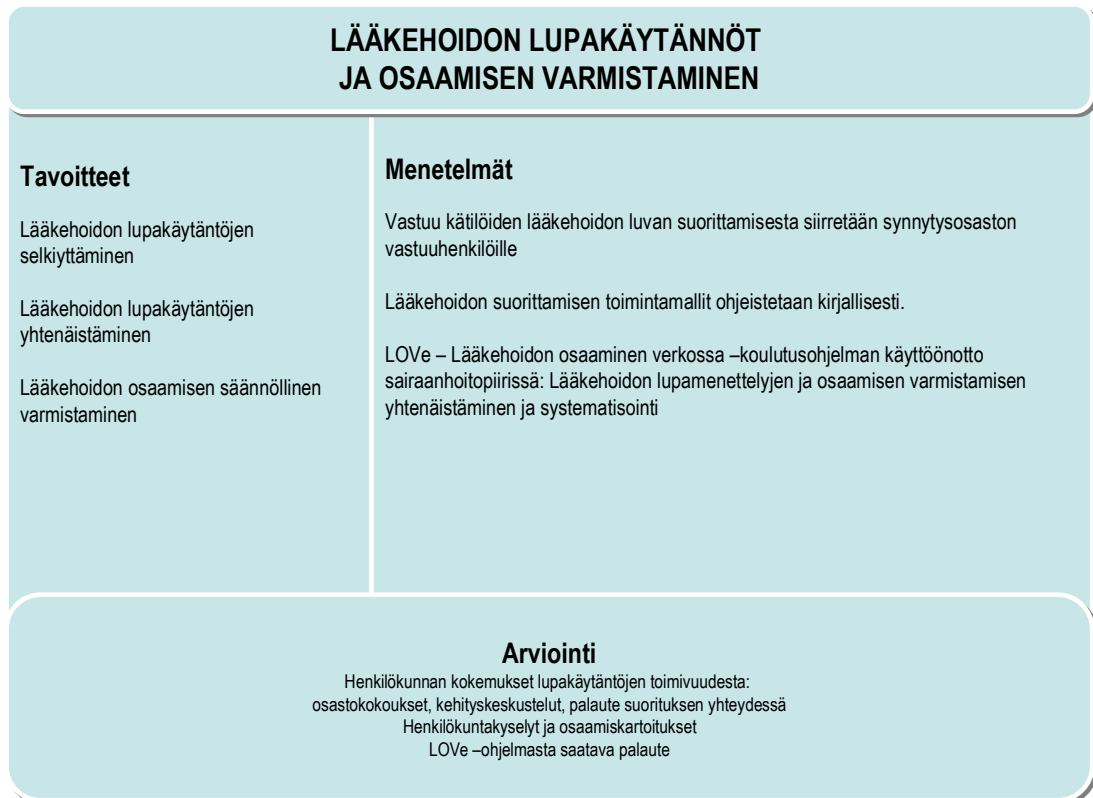 LÄÄKEHOIDON LUPAKÄYTÄNNÖT
JA OSAAMISEN VARMISTAMINEN
Tavoitteet
Lääkehoidon lupakäytäntöjen
selkiyttäminen
Lääkehoidon lupakäytäntöjen
yhtenäistäminen
Lääkehoidon osaamisen säännöllinen
varmistaminen
Menetelmät
Vastuu kätilöiden lääkehoidon luvan suorittamisesta siirretään synnytysosaston
vastuuhenkilöille
Lääkehoidon suorittamisen toimintamallit ohjeistetaan kirjallisesti.
LOVe – Lääkehoidon osaaminen verkossa –koulutusohjelman käyttöönotto
sairaanhoitopiirissä: Lääkehoidon lupamenettelyjen ja osaamisen varmistamisen
yhtenäistäminen ja systematisointi
Arviointi
Henkilökunnan kokemukset lupakäytäntöjen toimivuudesta:
osastokokoukset, kehityskeskustelut, palaute suorituksen yhteydessä
Henkilökuntakyselyt ja osaamiskartoitukset
LOVe –ohjelmasta saatava palaute